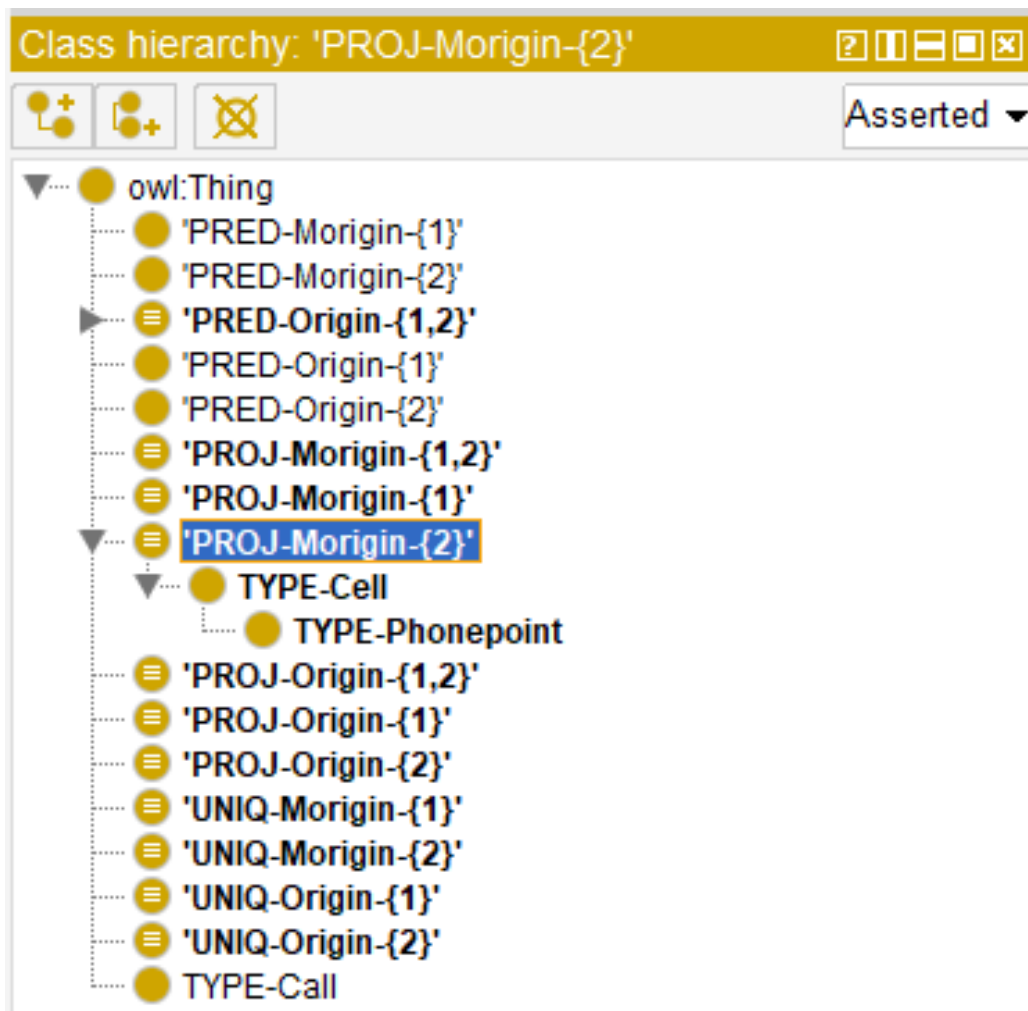 Class hierarchy: 'PROJ-Morigin-{2}'
Asserted
owl:Thing
'PRED-Morigin-{1}'
'PRED-Morigin-{2}'
'PRED-Origin-{1,2}'
'PRED-Origin-{1}'
'PRED-Origin-{2}'
'PROJ-Morigin-{1,2}'
'PROJ-Morigin-{1}'
'PROJ-Morigin-{2}'
TYPE-Cell
TYPE-Phonepoint
'PROJ-Origin-{1,2}'
'PROJ-Origin-{1}'
'PROJ-Origin-{2}'
'UNIQ-Morigin-{1}'
'UNIQ-Morigin-{2}'
'UNIQ-Origin-{1}'
'UNIQ-Origin-{2}'
TYPE-Call